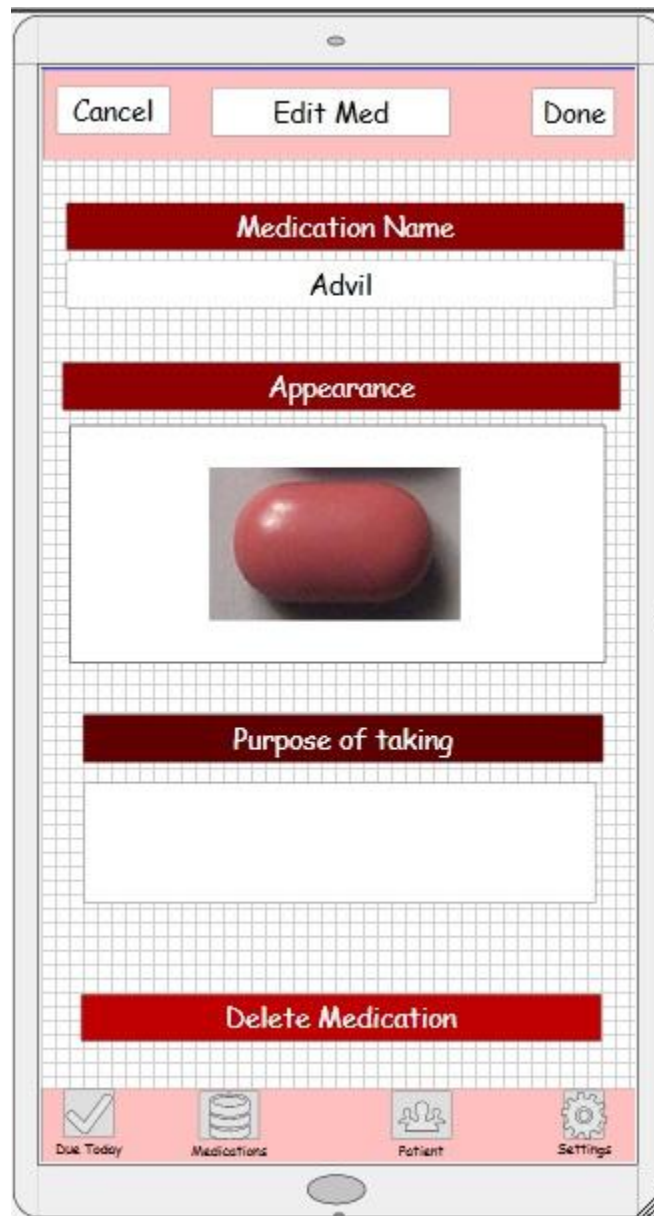 Cancel Edit Med Done
Medication Name
Advil
Appearance
Purpose of taking
Delete Medication
Due Today Medications Patient Settings